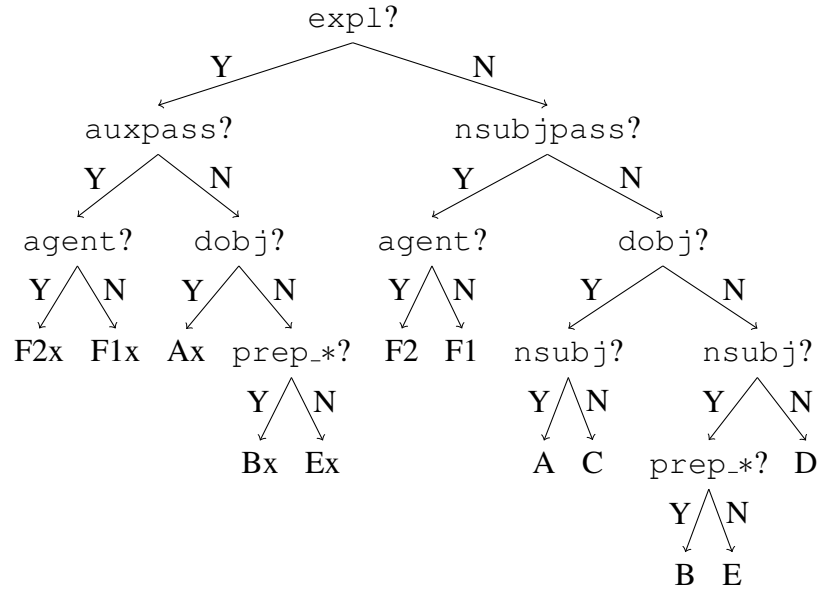 expl?
Y N
auxpass? nsubjpass?
Y N Y N
agent? dobj? agent? dobj?
Y N Y N Y N Y N
F2x F1x Ax prep_*? F2 F1 nsubj? nsubj?
Y N Y N Y N
Bx Ex A C prep_*? D
Y N
B E